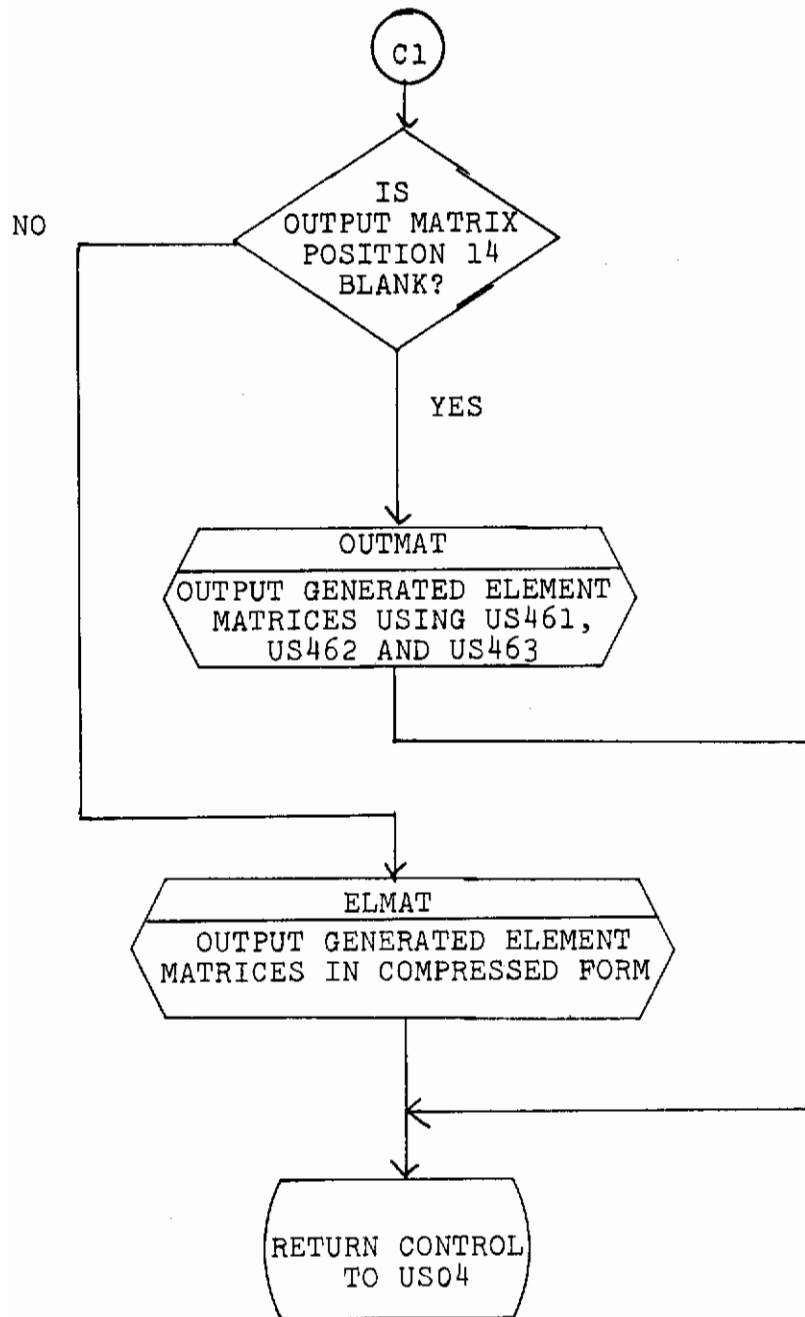 C1
IS
OUTPUT MATRIX
POSITION 14
BLANK?
NO
YES
OUTMAT
OUTPUT GENERATED ELEMENT
MATRICES USING US461,
US462 AND US463
ELMAT
OUTPUT GENERATED ELEMENT
MATRICES IN COMPRESSED FORM
RETURN CONTROL
TO US04